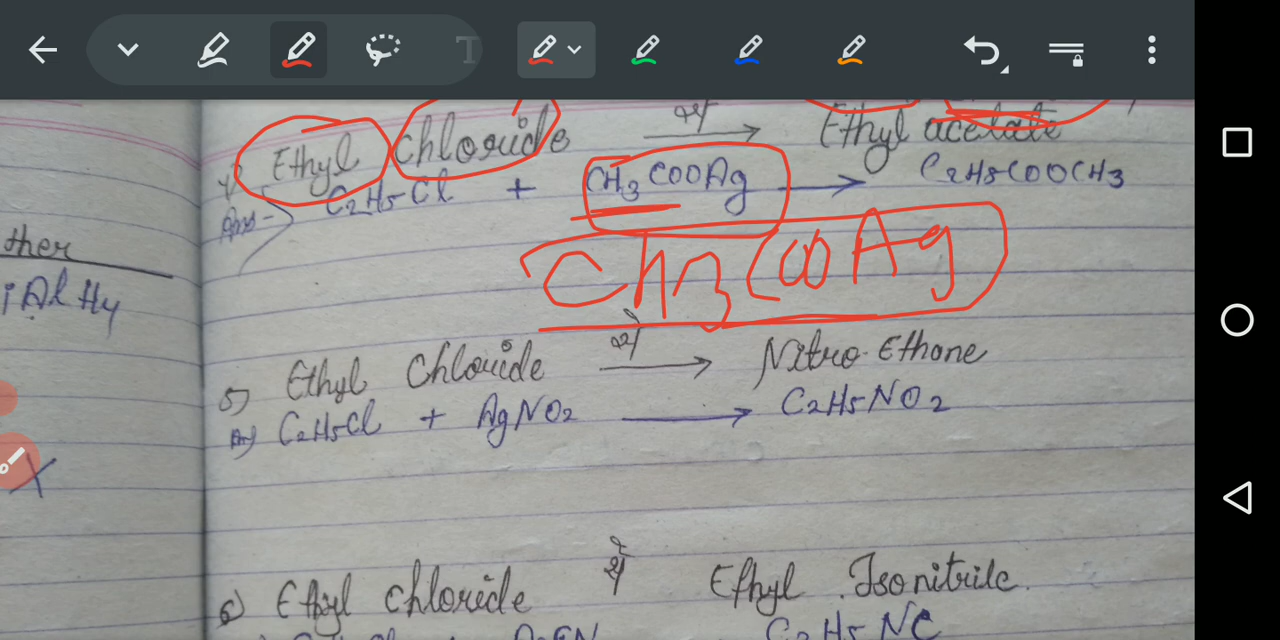 Ethyl Chloride से → Ethyl acetate
Ans- C2H5Cl + CH3COOAg → C2H5COOCH3
CH3COOAg
ther
iAlH4
5) Ethyl Chloride से → Nitro-Ethane
C2H5Cl + AgNO2 → C2H5NO2
X
6) Ethyl chloride से Ethyl Isonitrile.
C2H5NC
T